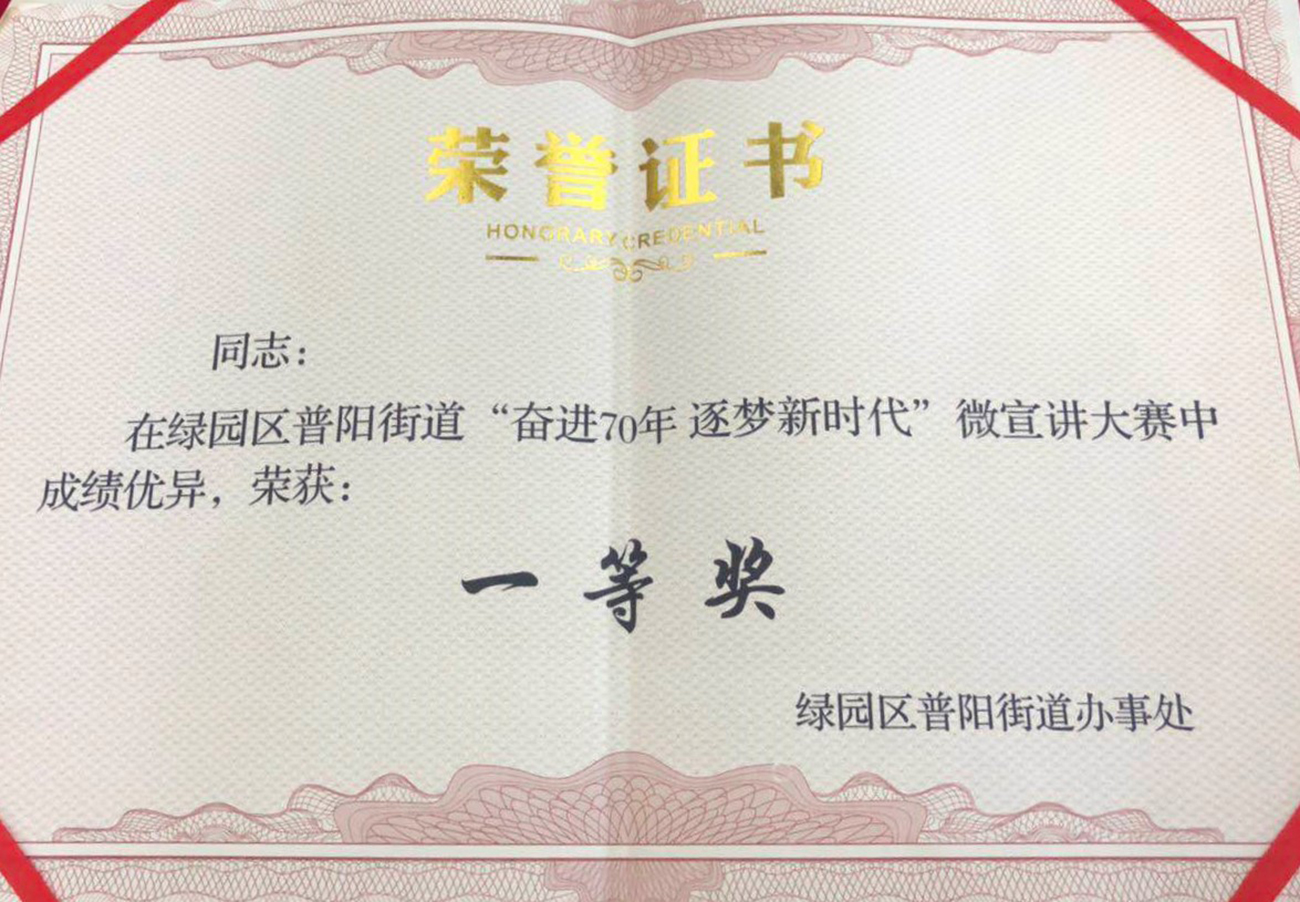 荣誉证书
HONORARY CREDENTIAL
同志：
在绿园区普阳街道“奋进70年 逐梦新时代”微宣讲大赛中
成绩优异，荣获：
一等奖
绿园区普阳街道办事处